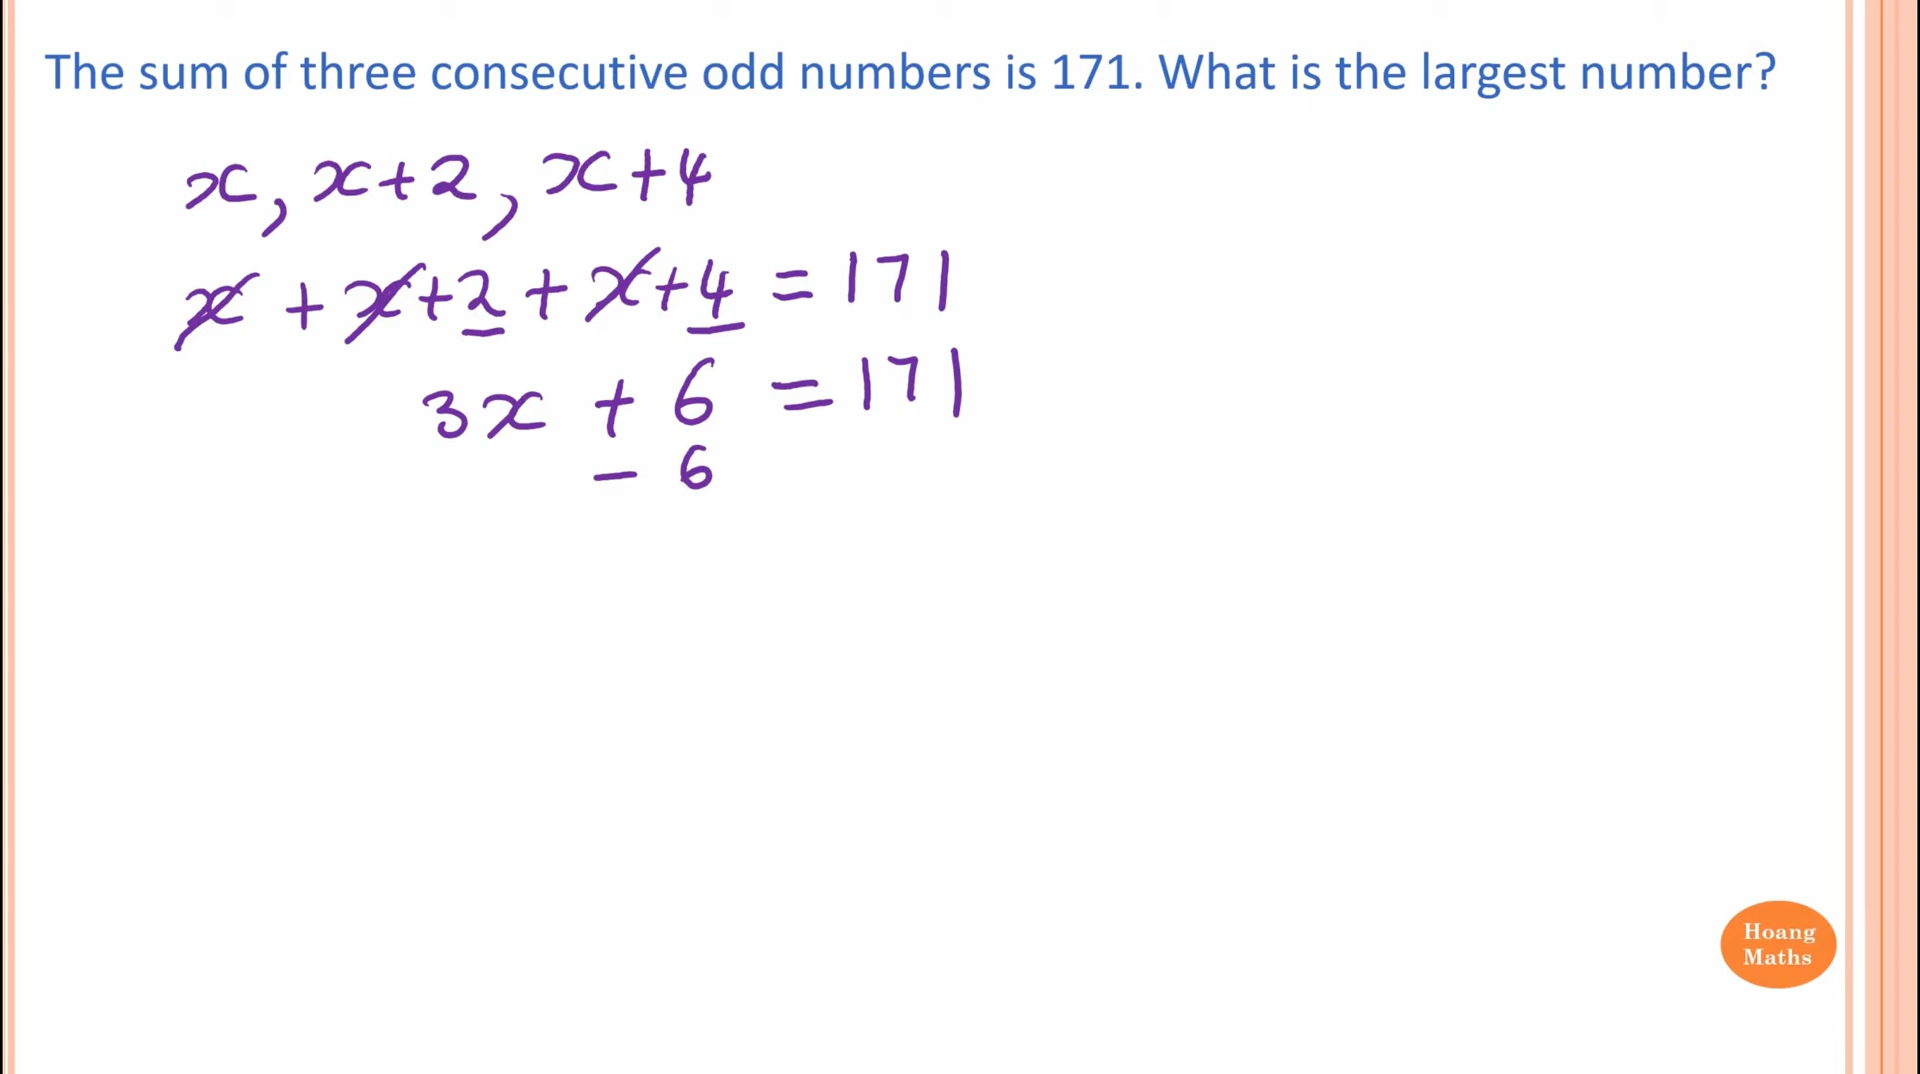 The sum of three consecutive odd numbers is 171. What is the largest number?
x, x+2, x+4
x + x+2 + x+4 = 171
3x + 6 = 171
- 6
Hoang
Maths